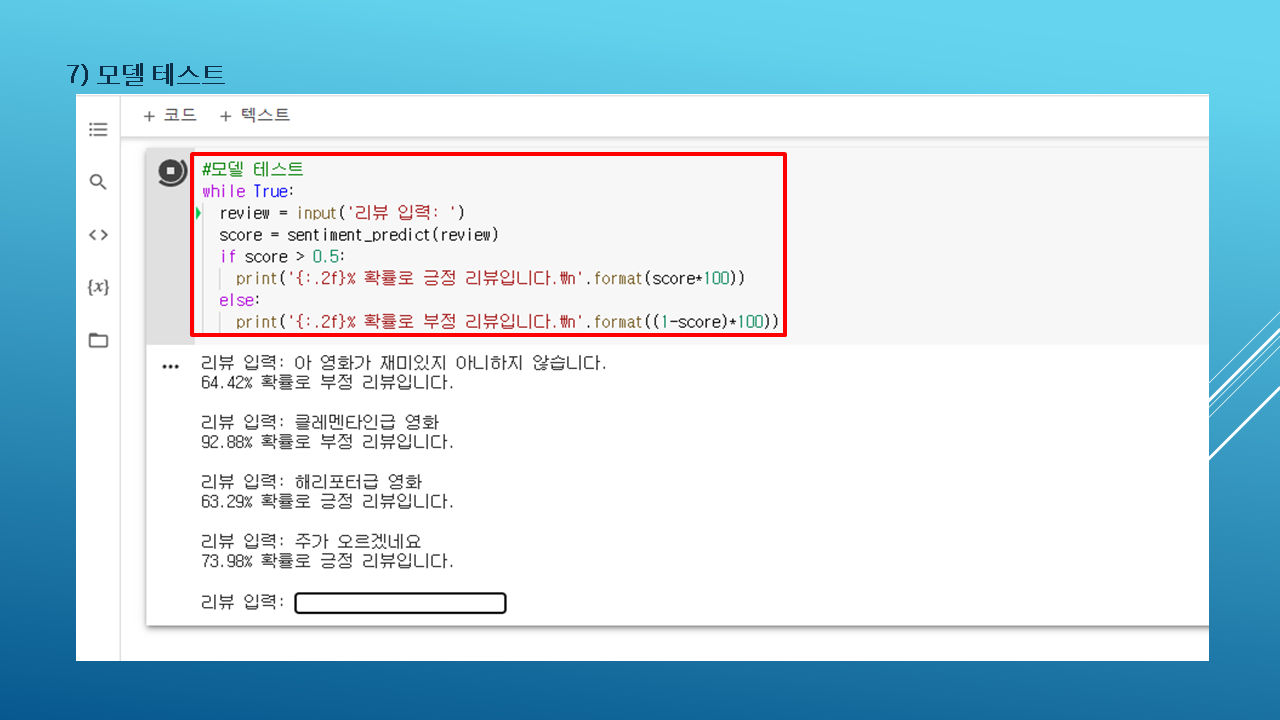 7) 모델 테스트
+ 코드 + 텍스트
#모델 테스트
while True:
review = input('리뷰 입력: ')
score = sentiment_predict(review)
if score > 0.5:
print('{:.2f}% 확률로 긍정 리뷰입니다.₩n'.format(score*100))
else:
print('{:.2f}% 확률로 부정 리뷰입니다.₩n'.format((1-score)*100))
리뷰 입력: 아 영화가 재미있지 아니하지 않습니다.
64.42% 확률로 부정 리뷰입니다.
리뷰 입력: 클레멘타인급 영화
92.88% 확률로 부정 리뷰입니다.
리뷰 입력: 해리포터급 영화
63.29% 확률로 긍정 리뷰입니다.
리뷰 입력: 주가 오르겠네요
73.98% 확률로 긍정 리뷰입니다.
리뷰 입력: